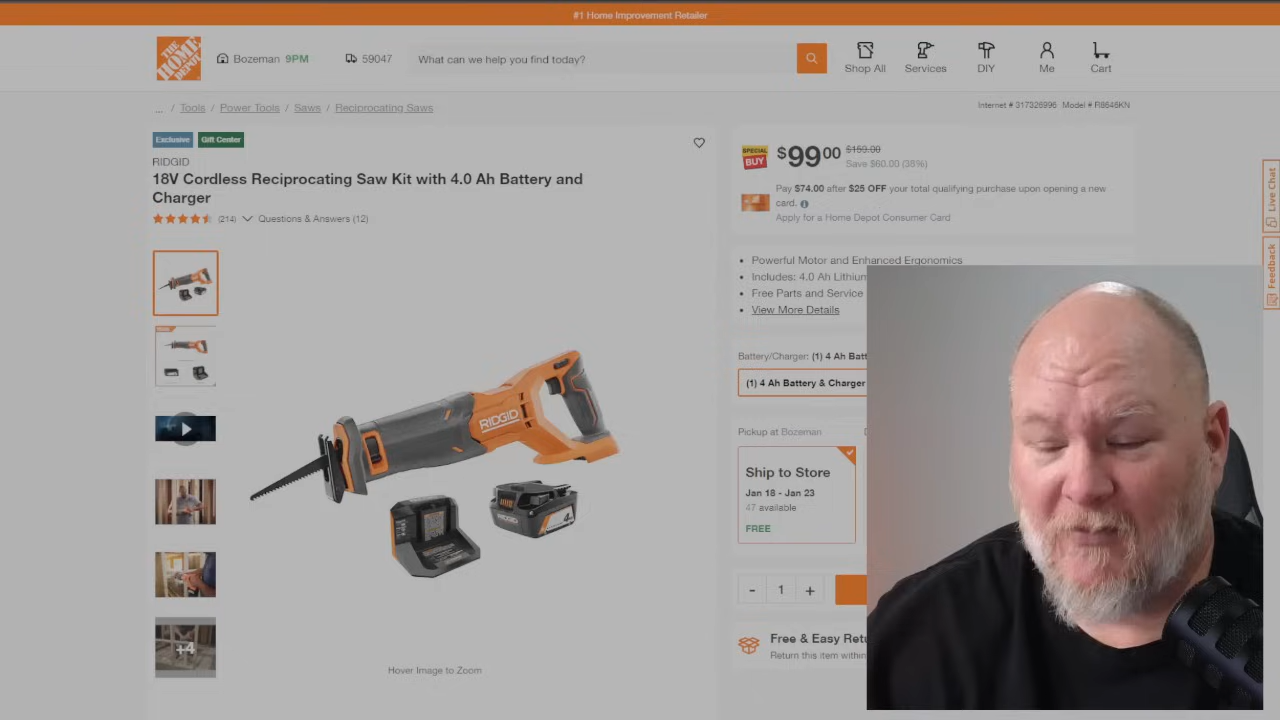 #1 Home Improvement Retailer
THE HOME DEPOT
Bozeman 9PM
59047
What can we help you find today?
Shop All
Services
DIY
Me
Cart
... / Tools / Power Tools / Saws / Reciprocating Saws
Internet # 317326996 Model # R8646KN
Exclusive
Gift Center
RIDGID
18V Cordless Reciprocating Saw Kit with 4.0 Ah Battery and
Charger
(214)
Questions & Answers (12)
SPECIAL
BUY
$99.00 $159.00
Save $60.00 (38%)
Pay $74.00 after $25 OFF your total qualifying purchase upon opening a new
card.
Apply for a Home Depot Consumer Card
Live Chat
Feedback
• Powerful Motor and Enhanced Ergonomics
• Includes: 4.0 Ah Lithium
• Free Parts and Service
• View More Details
Battery/Charger: (1) 4 Ah Batt
(1) 4 Ah Battery & Charger
Pickup at Bozeman
Ship to Store
Jan 18 - Jan 23
47 available
FREE
RIDGID
4
- 1 +
+4
Free & Easy Retu
Return this item within
Hover Image to Zoom